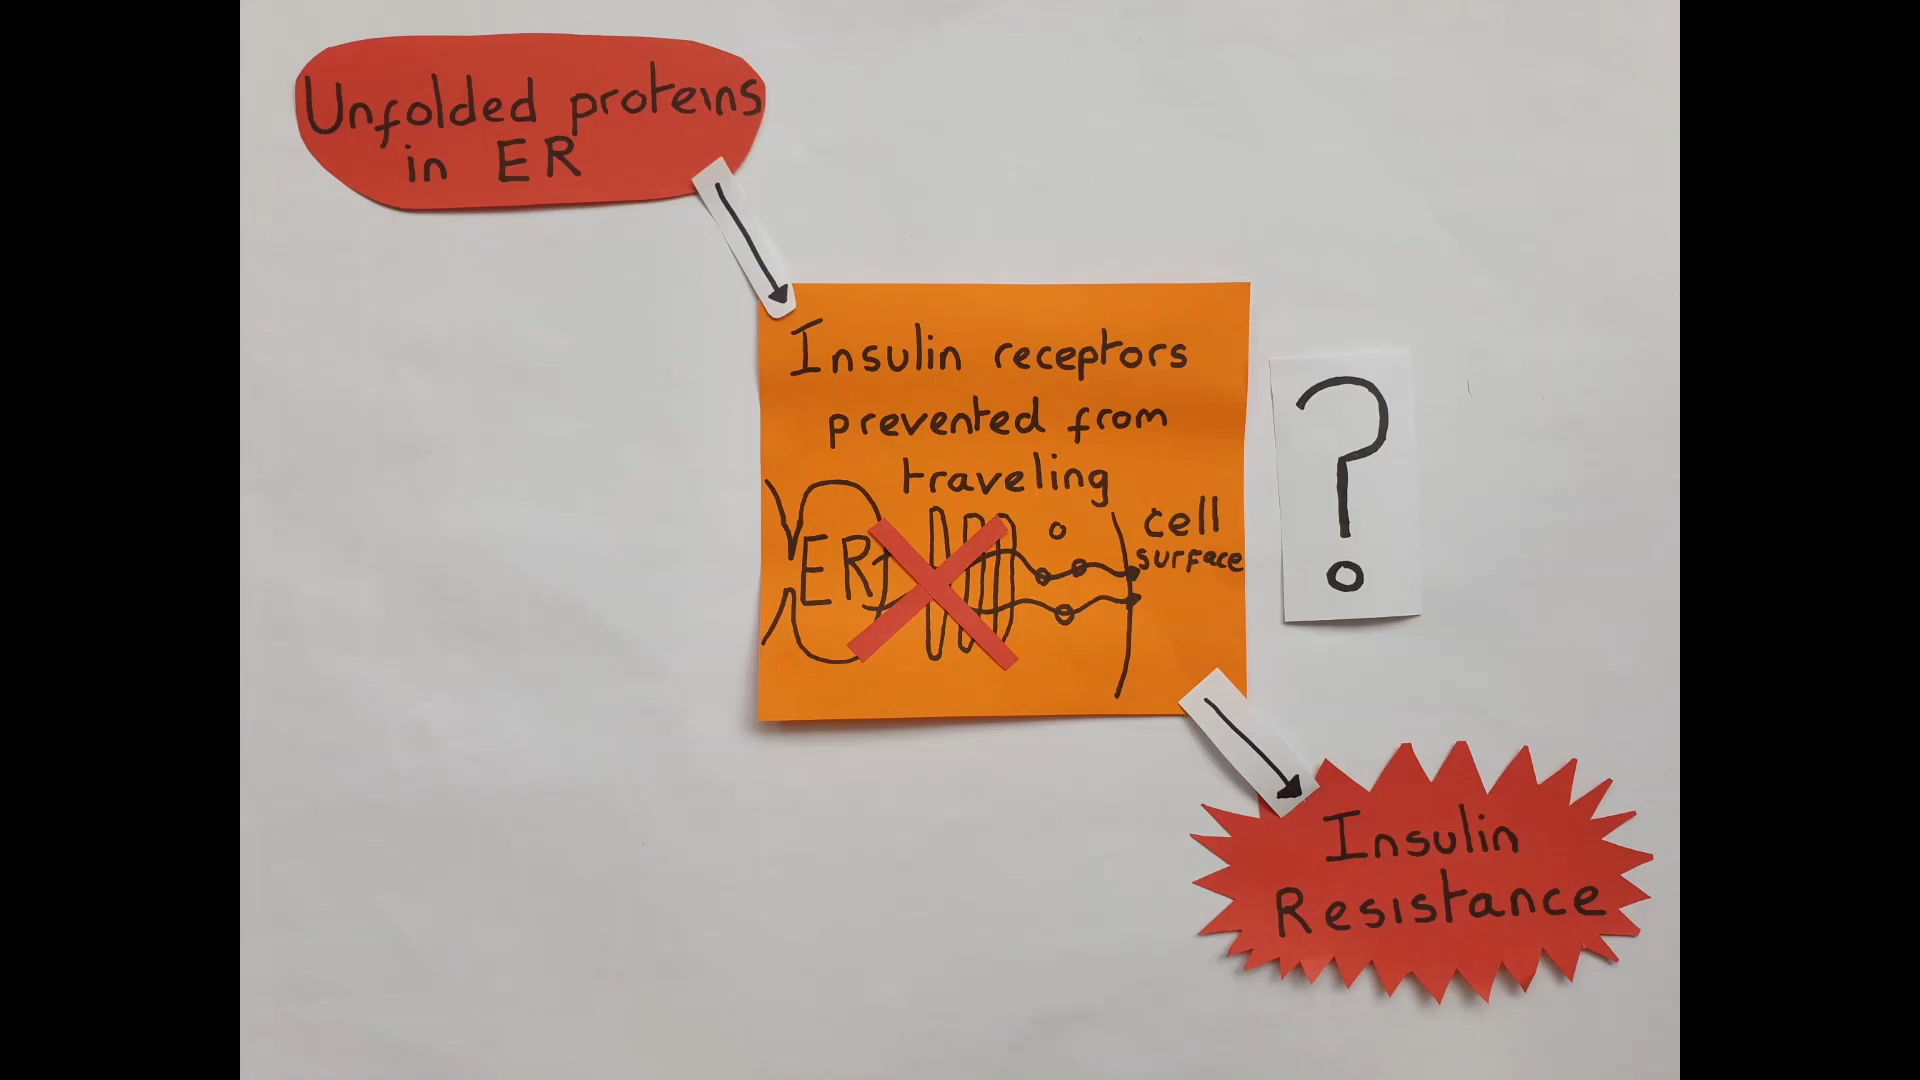 Unfolded proteins
in ER
Insulin receptors
prevented from
traveling
ER
cell
surface
?
Insulin
Resistance